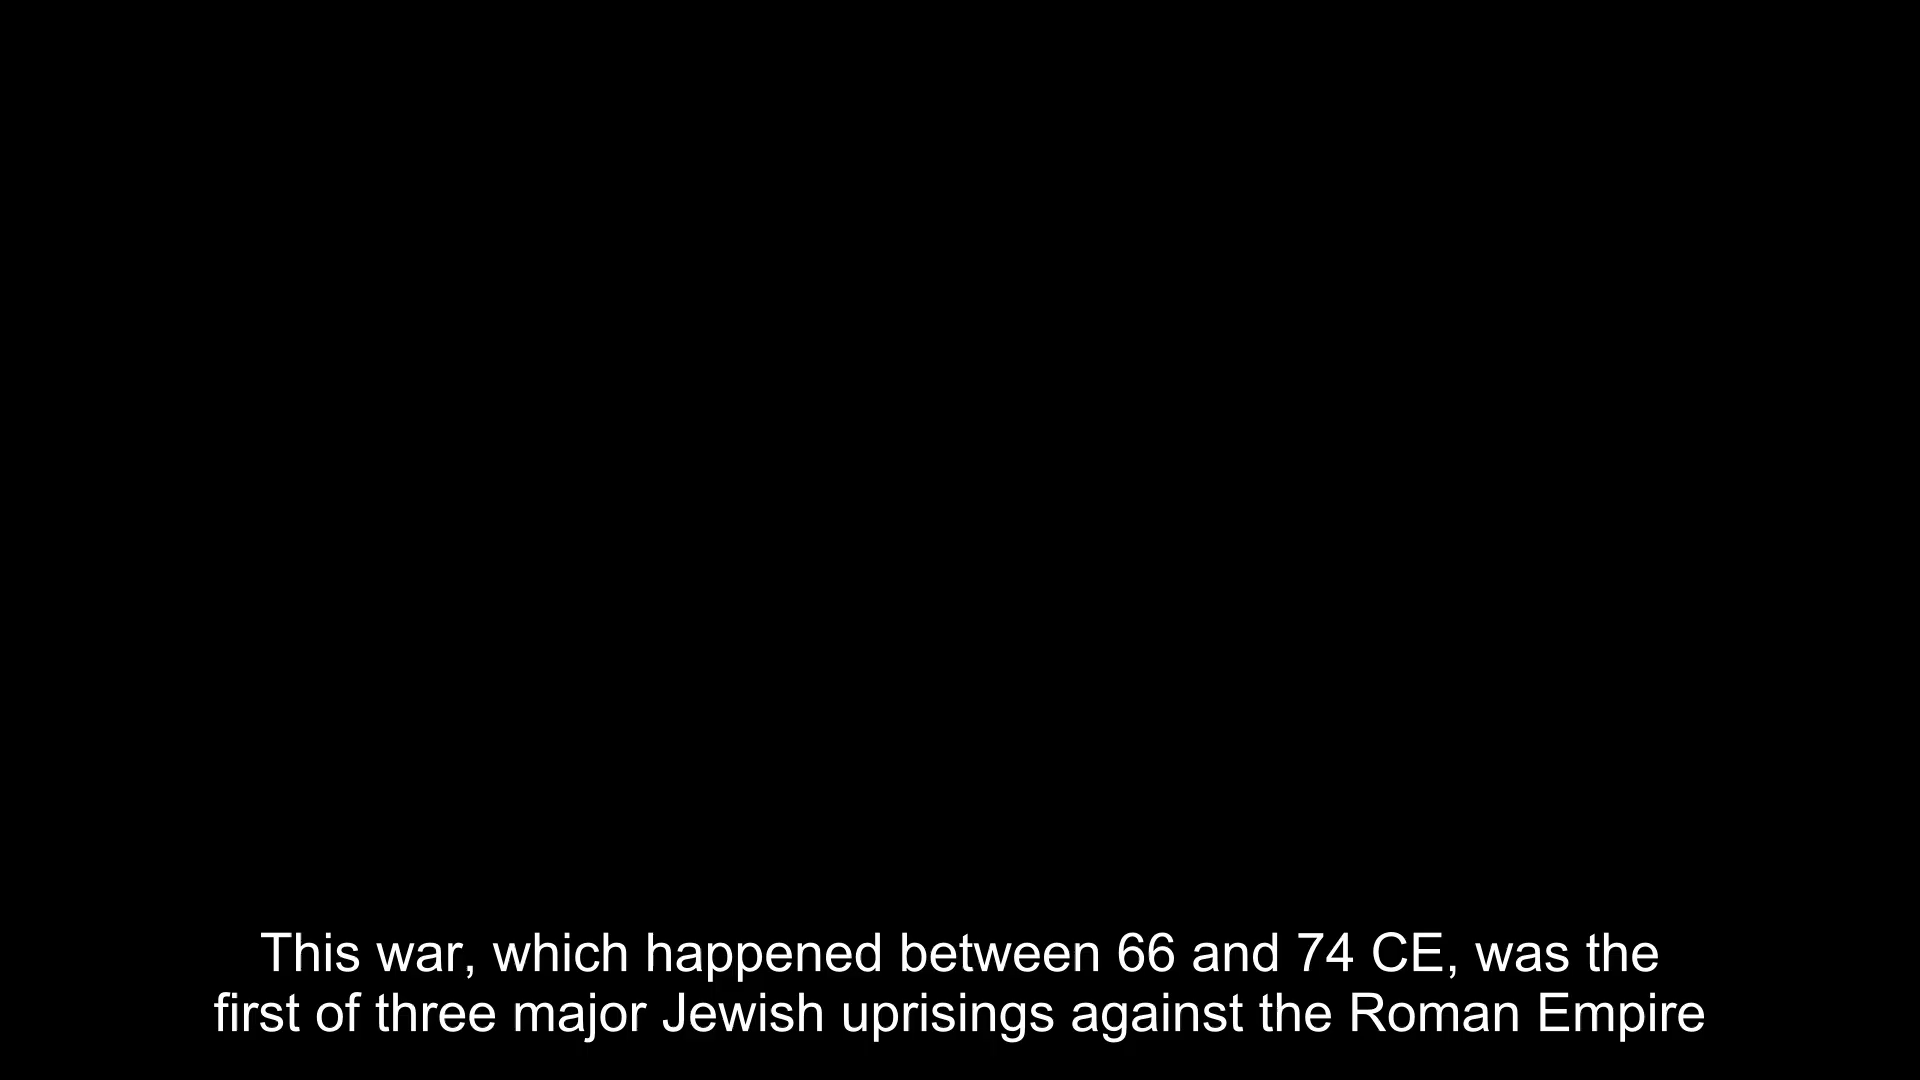 This war, which happened between 66 and 74 CE, was the
first of three major Jewish uprisings against the Roman Empire